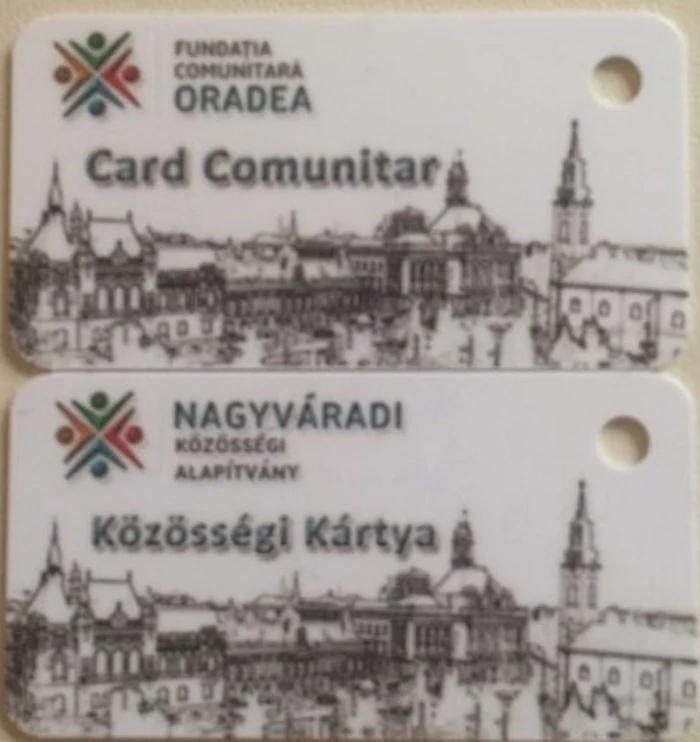 FUNDAȚIA
COMUNITARĂ
ORADEA
Card Comunitar
NAGYVÁRADI
KÖZÖSSÉGI
ALAPÍTVÁNY
Közösségi Kártya